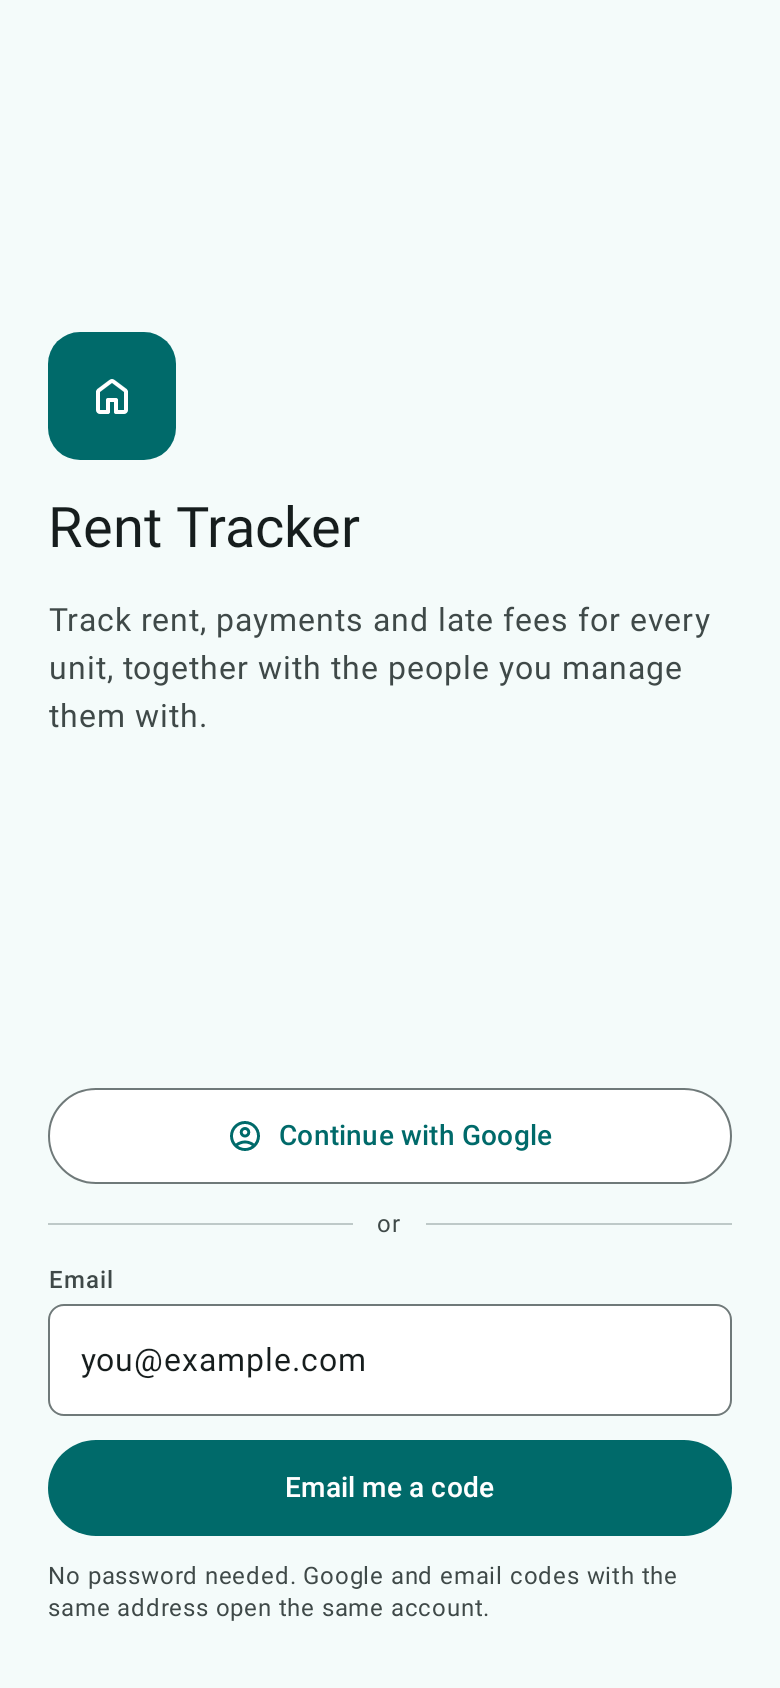 Rent Tracker
Track rent, payments and late fees for every
unit, together with the people you manage
them with.
Continue with Google
or
Email
you@example.com
Email me a code
No password needed. Google and email codes with the
same address open the same account.